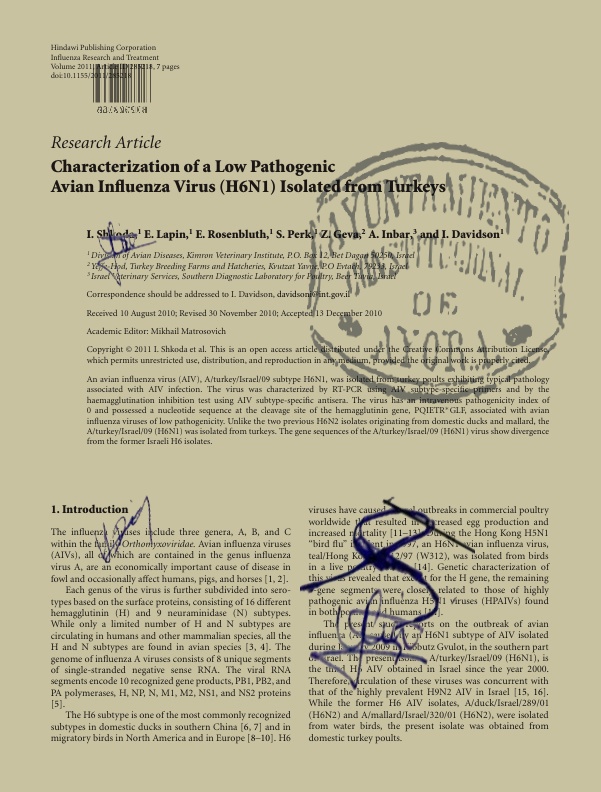 Hindawi Publishing Corporation
Influenza Research and Treatment
Volume 2011, Article ID 285218, 7 pages
doi:10.1155/2011/285218
Research Article
Characterization of a Low Pathogenic
Avian Influenza Virus (H6N1) Isolated from Turkeys
AYUNTAMIENTO
DE
I. Shkoda,1 E. Lapin,1 E. Rosenbluth,1 S. Perk,1 Z. Geva,2 A. Inbar,3 and I. Davidson1
1 Division of Avian Diseases, Kimron Veterinary Institute, P.O. Box 12, Bet Dagan 50250, Israel
2 Hod, Turkey Breeding Farms and Hatcheries, Kvutzat Yavne, P.O Evtach, 79233, Israel
3 Israel Veterinary Services, Southern Diagnostic Laboratory for Poultry, Beer Tuvia, Israel
Correspondence should be addressed to I. Davidson, davidson@int.gov.il
Received 10 August 2010; Revised 30 November 2010; Accepted 13 December 2010
Academic Editor: Mikhail Matrosovich
Copyright © 2011 I. Shkoda et al. This is an open access article distributed under the Creative Commons Attribution License,
which permits unrestricted use, distribution, and reproduction in any medium, provided the original work is properly cited.
An avian influenza virus (AIV), A/turkey/Israel/09 subtype H6N1, was isolated from turkey poults exhibiting typical pathology
associated with AIV infection. The virus was characterized by RT-PCR using AIV subtype-specific primers and by the
haemagglutination inhibition test using AIV subtype-specific antisera. The virus has an intravenous pathogenicity index of
0 and possessed a nucleotide sequence at the cleavage site of the hemagglutinin gene, PQIETR*GLF, associated with avian
influenza viruses of low pathogenicity. Unlike the two previous H6N2 isolates originating from domestic ducks and mallard, the
A/turkey/Israel/09 (H6N1) was isolated from turkeys. The gene sequences of the A/turkey/Israel/09 (H6N1) virus show divergence
from the former Israeli H6 isolates.
1. Introduction
The influenza viruses include three genera, A, B, and C
within the family Orthomyxoviridae. Avian influenza viruses
(AIVs), all of which are contained in the genus influenza
virus A, are an economically important cause of disease in
fowl and occasionally affect humans, pigs, and horses [1, 2].
Each genus of the virus is further subdivided into sero-
types based on the surface proteins, consisting of 16 different
hemagglutinin (H) and 9 neuraminidase (N) subtypes.
While only a limited number of H and N subtypes are
circulating in humans and other mammalian species, all the
H and N subtypes are found in avian species [3, 4]. The
genome of influenza A viruses consists of 8 unique segments
of single-stranded negative sense RNA. The viral RNA
segments encode 10 recognized gene products, PB1, PB2, and
PA polymerases, H, NP, N, M1, M2, NS1, and NS2 proteins
[5].
The H6 subtype is one of the most commonly recognized
subtypes in domestic ducks in southern China [6, 7] and in
migratory birds in North America and in Europe [8–10]. H6
viruses have caused outbreaks in commercial poultry
worldwide that resulted in decreased egg production and
increased mortality [11–13]. During the Hong Kong H5N1
"bird flu" in 1997, an H6N1 avian influenza virus,
teal/Hong Kong/W312/97 (W312), was isolated from birds
in a live poultry [14]. Genetic characterization of
this virus revealed that except for the H gene, the remaining
gene segments were closely related to those of highly
pathogenic avian influenza H5N1 viruses (HPAIVs) found
in both and humans [14].
The present study reports on the outbreak of avian
influenza caused by an H6N1 subtype of AIV isolated
during 2009 in Kibbutz Gvulot, in the southern part
of Israel. The present A/turkey/Israel/09 (H6N1), is
the third H6 AIV obtained in Israel since the year 2000.
Therefore, circulation of these viruses was concurrent with
that of the highly prevalent H9N2 AIV in Israel [15, 16].
While the former H6 AIV isolates, A/duck/Israel/289/01
(H6N2) and A/mallard/Israel/320/01 (H6N2), were isolated
from water birds, the present isolate was obtained from
domestic turkey poults.